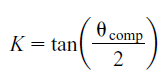 K = tan(θ_comp / 2)